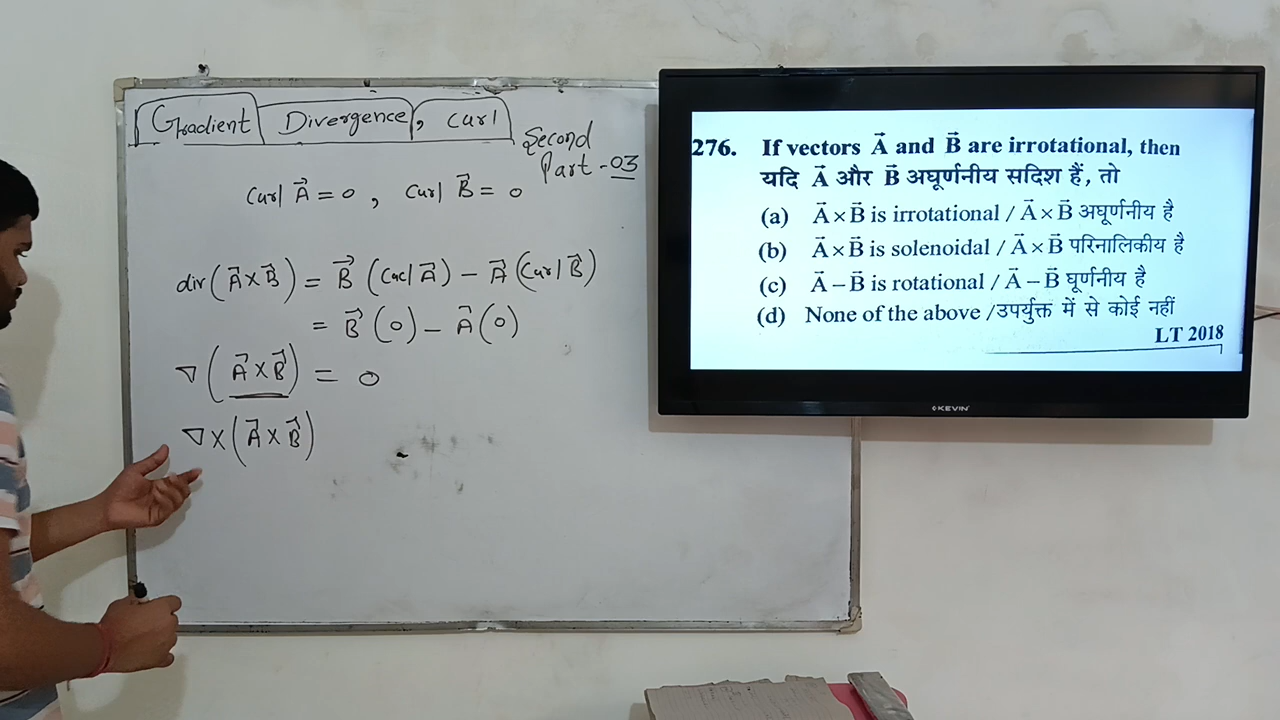 Gradient Divergence, Curl
Second
Part-03
Curl A⃗ = 0 , Curl B⃗ = 0
div(A⃗×B⃗) = B⃗ (Curl A⃗) - A⃗ (Curl B⃗)
= B⃗ (0) - A⃗ (0)
∇ (A⃗×B⃗) = 0
∇×(A⃗×B⃗)
276. If vectors A⃗ and B⃗ are irrotational, then
यदि A⃗ और B⃗ अघूर्णनीय सदिश हैं, तो
(a) A⃗×B⃗ is irrotational / A⃗×B⃗ अघूर्णनीय है
(b) A⃗×B⃗ is solenoidal / A⃗×B⃗ परिनालिकीय है
(c) A⃗−B⃗ is rotational / A⃗−B⃗ घूर्णनीय है
(d) None of the above /उपर्युक्त में से कोई नहीं
LT 2018
KEVIN